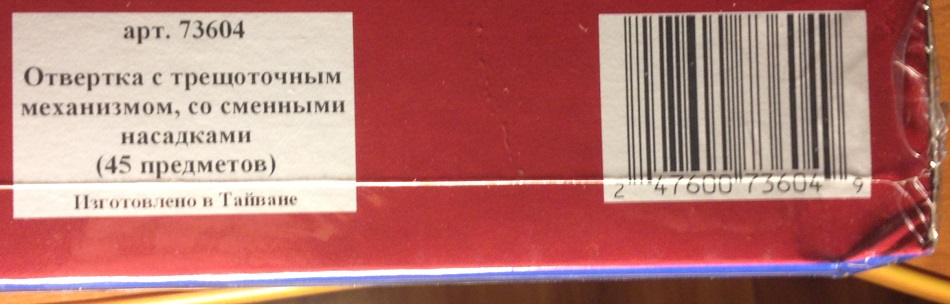 арт. 73604
Отвертка с трещоточным
механизмом, со сменными
насадками
(45 предметов)
Изготовлено в Тайване
2 47600 73604 9